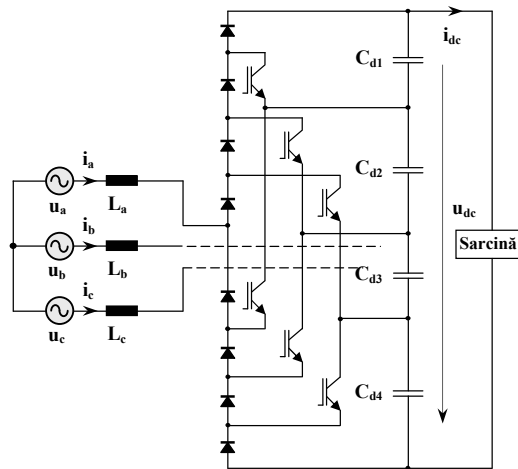 i_dc
C_d1
i_a
u_a
L_a
C_d2
i_b
u_b
L_b
u_dc
Sarcină
C_d3
i_c
u_c
L_c
C_d4